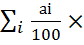 ∑i ai/100 ×